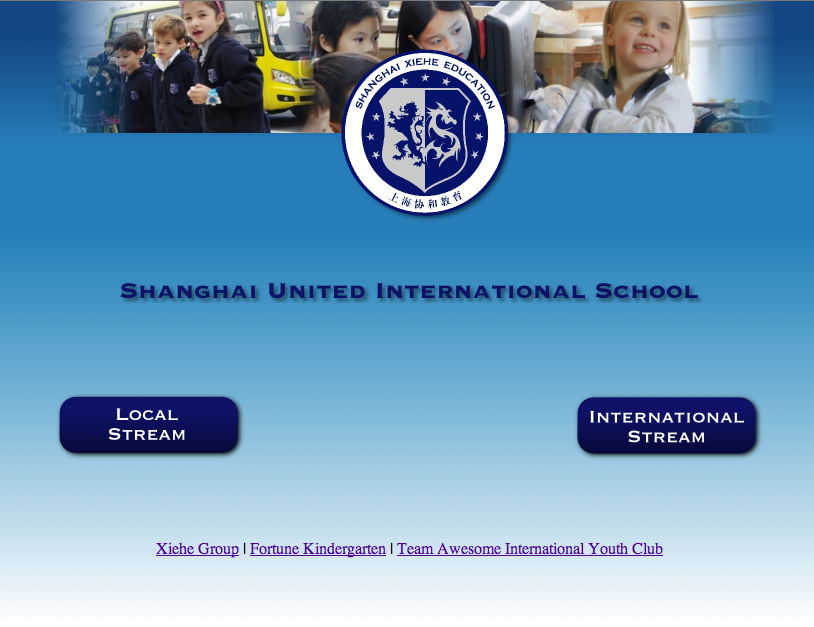 SHANGHAI XIEHE EDUCATION
上海协和教育
SHANGHAI UNITED INTERNATIONAL SCHOOL
LOCAL
STREAM
INTERNATIONAL
STREAM
Xiehe Group | Fortune Kindergarten | Team Awesome International Youth Club